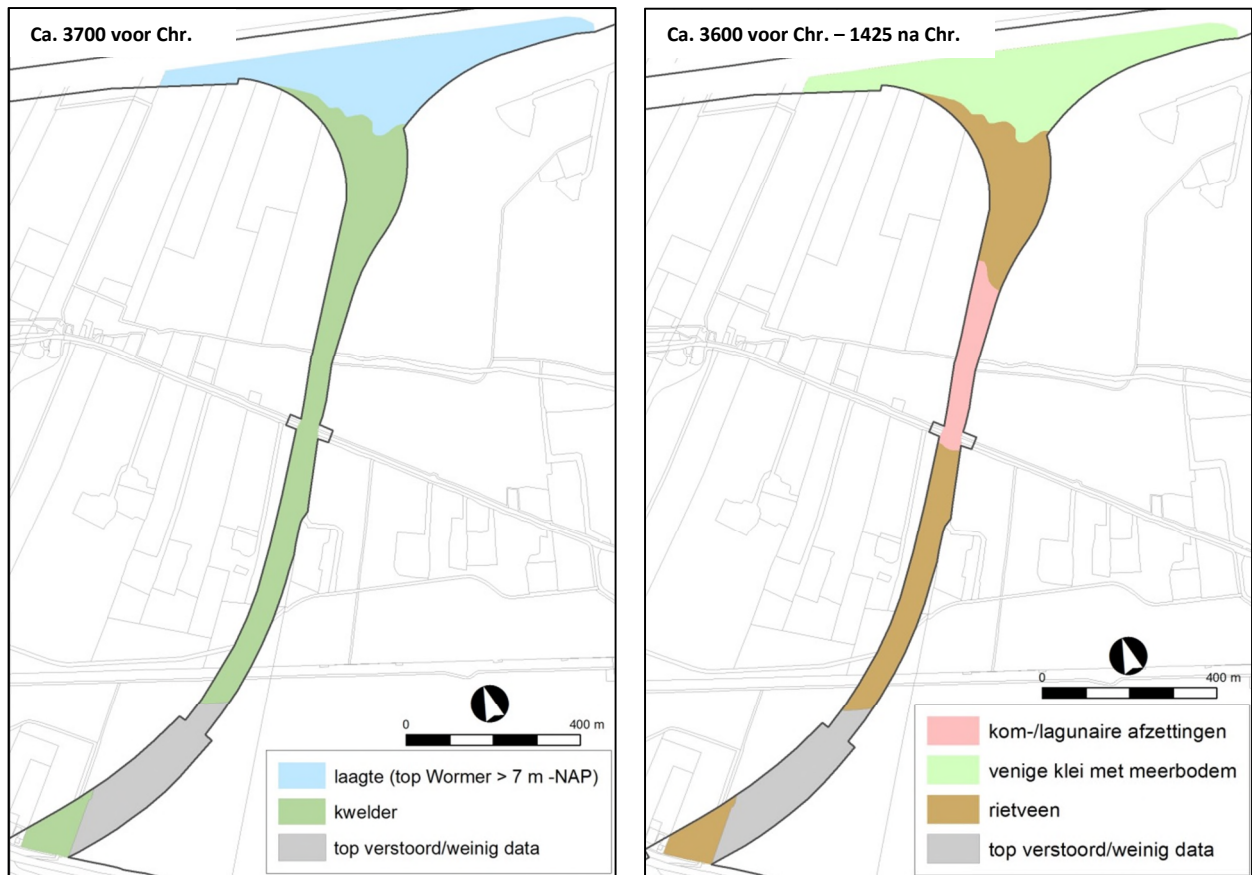 Ca. 3700 voor Chr.
0 400 m
laagte (top Wormer > 7 m -NAP)
kwelder
top verstoord/weinig data
Ca. 3600 voor Chr. – 1425 na Chr.
0 400 m
kom-/lagunaire afzettingen
venige klei met meerbodem
rietveen
top verstoord/weinig data